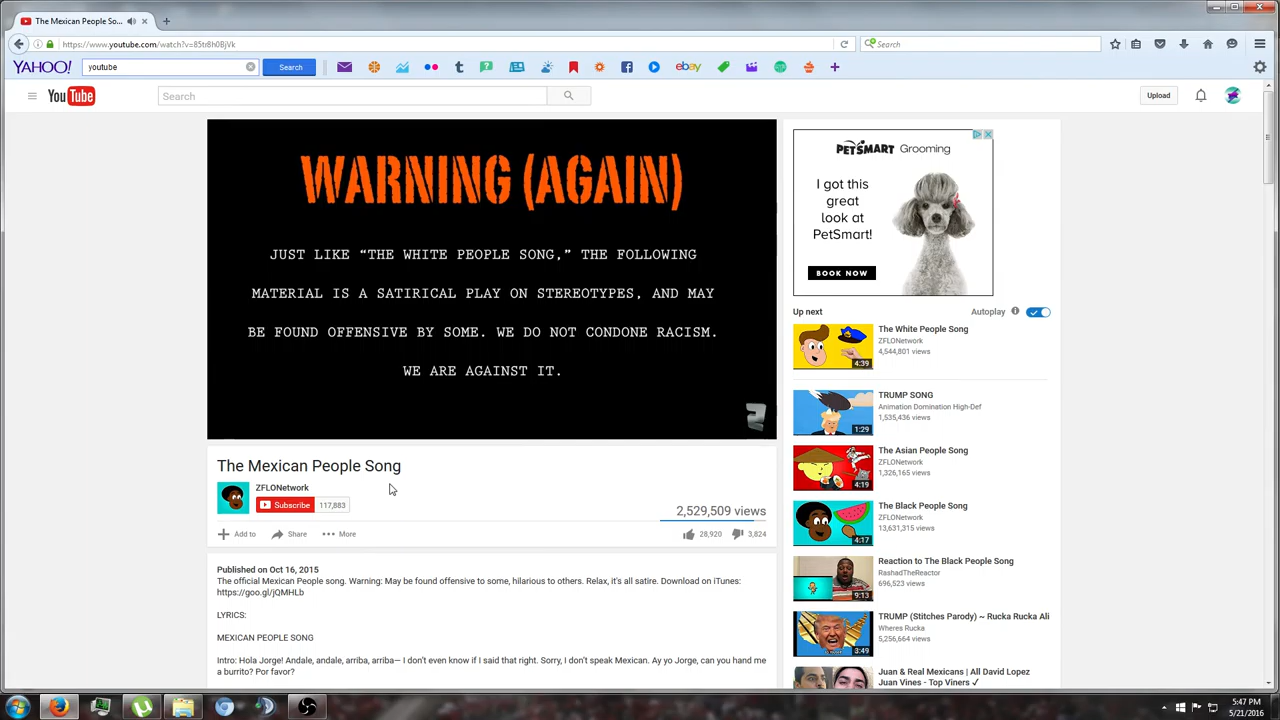 The Mexican People So...
https://www.youtube.com/watch?v=85tr8h0BjVk
Search
YAHOO!
youtube
Search
ebay
YouTube
Search
Upload
WARNING (AGAIN)
JUST LIKE “THE WHITE PEOPLE SONG,” THE FOLLOWING
MATERIAL IS A SATIRICAL PLAY ON STEREOTYPES, AND MAY
BE FOUND OFFENSIVE BY SOME. WE DO NOT CONDONE RACISM.
WE ARE AGAINST IT.
PETSMART Grooming
I got this
great
look at
PetSmart!
BOOK NOW
Up next
Autoplay
The White People Song
ZFLONetwork
4,544,801 views
4:39
TRUMP SONG
Animation Domination High-Def
1,535,436 views
1:29
The Asian People Song
ZFLONetwork
1,326,165 views
4:19
The Black People Song
ZFLONetwork
13,631,315 views
4:17
Reaction to The Black People Song
RashadTheReactor
696,523 views
9:13
TRUMP (Stitches Parody) ~ Rucka Rucka Ali
Wheres Rucka
5,256,664 views
3:49
Juan & Real Mexicans | All David Lopez
Juan Vines - Top Viners ✓
The Mexican People Song
ZFLONetwork
Subscribe 117,883
2,529,509 views
Add to Share More
28,920 3,824
Published on Oct 16, 2015
The official Mexican People song. Warning: May be found offensive to some, hilarious to others. Relax, it's all satire. Download on iTunes:
https://goo.gl/jQMHLb
LYRICS:
MEXICAN PEOPLE SONG
Intro: Hola Jorge! Andale, andale, arriba, arriba— I don't even know if I said that right. Sorry, I don't speak Mexican. Ay yo Jorge, can you hand me
a burrito? Por favor?
5:47 PM
5/21/2016